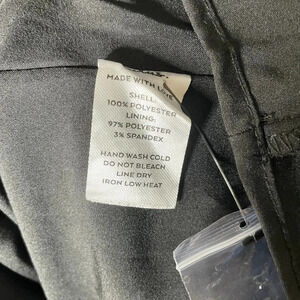 MADE WITH LOVE
SHELL:
100% POLYESTER
LINING:
97% POLYESTER
3% SPANDEX
HAND WASH COLD
DO NOT BLEACH
LINE DRY
IRON LOW HEAT